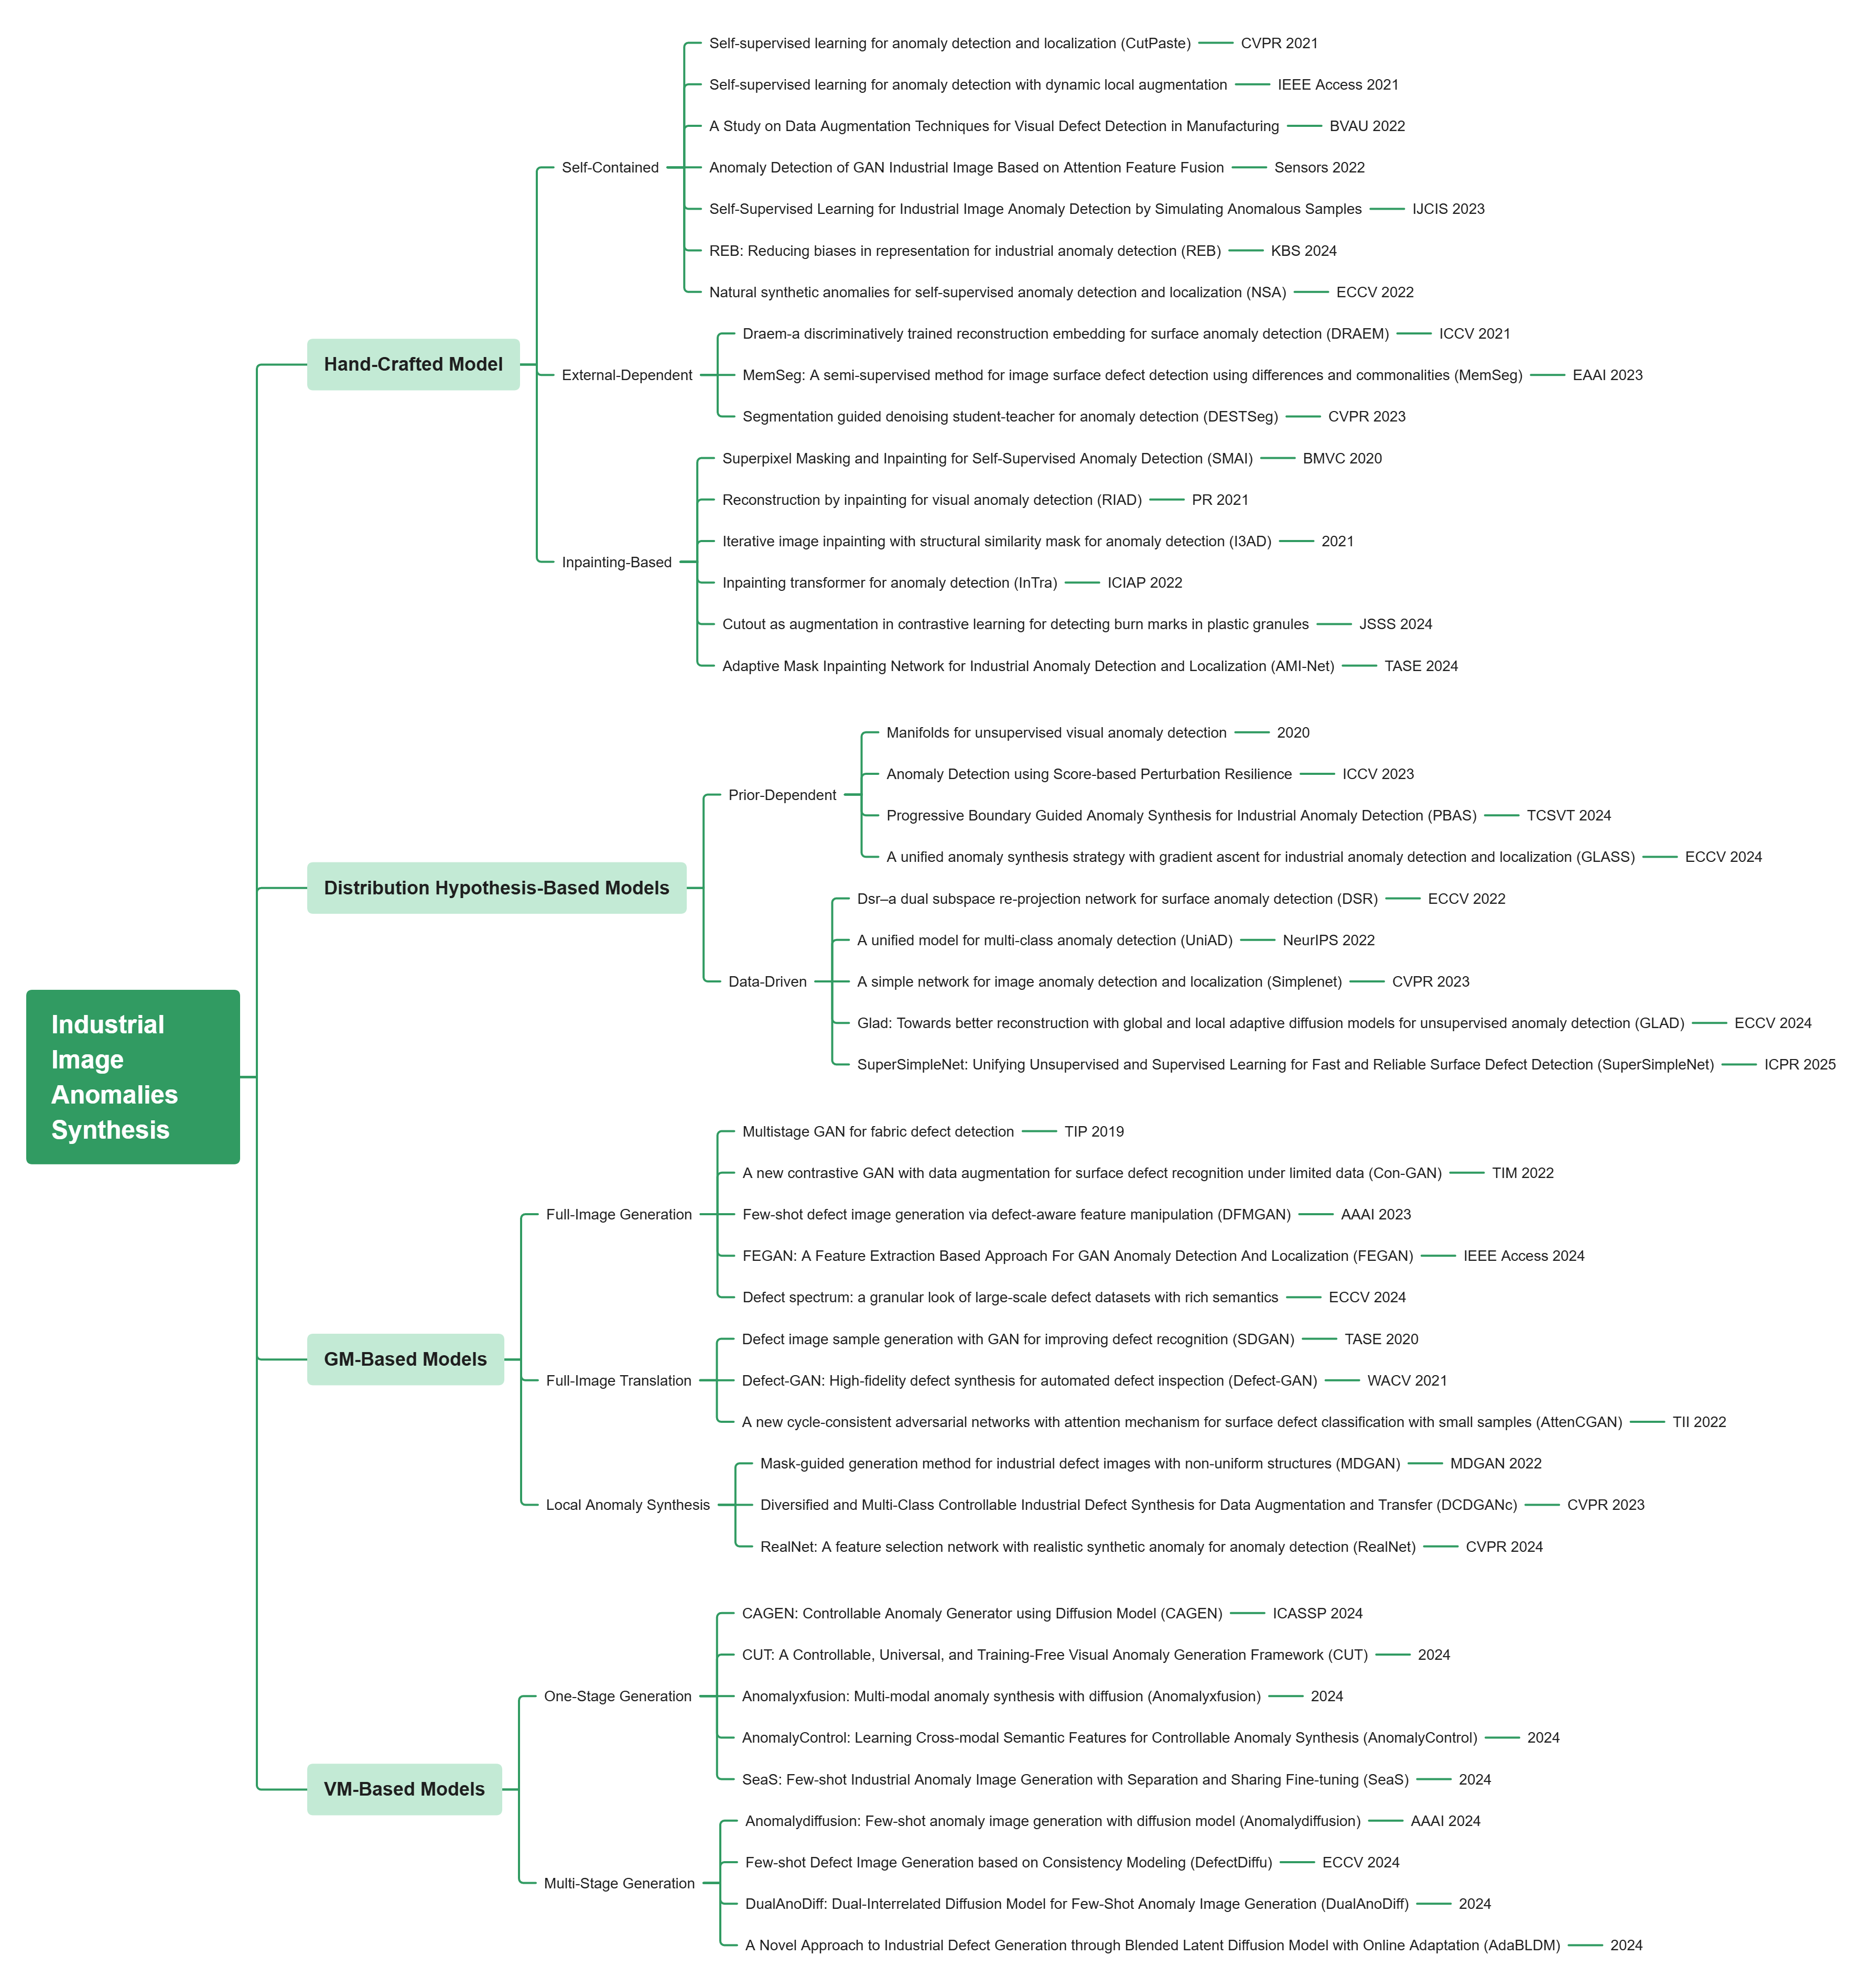 Industrial
Image
Anomalies
Synthesis
Hand-Crafted Model
Self-Contained
Self-supervised learning for anomaly detection and localization (CutPaste) CVPR 2021
Self-supervised learning for anomaly detection with dynamic local augmentation IEEE Access 2021
A Study on Data Augmentation Techniques for Visual Defect Detection in Manufacturing BVAU 2022
Anomaly Detection of GAN Industrial Image Based on Attention Feature Fusion Sensors 2022
Self-Supervised Learning for Industrial Image Anomaly Detection by Simulating Anomalous Samples IJCIS 2023
REB: Reducing biases in representation for industrial anomaly detection (REB) KBS 2024
Natural synthetic anomalies for self-supervised anomaly detection and localization (NSA) ECCV 2022
External-Dependent
Draem-a discriminatively trained reconstruction embedding for surface anomaly detection (DRAEM) ICCV 2021
MemSeg: A semi-supervised method for image surface defect detection using differences and commonalities (MemSeg) EAAI 2023
Segmentation guided denoising student-teacher for anomaly detection (DESTSeg) CVPR 2023
Inpainting-Based
Superpixel Masking and Inpainting for Self-Supervised Anomaly Detection (SMAI) BMVC 2020
Reconstruction by inpainting for visual anomaly detection (RIAD) PR 2021
Iterative image inpainting with structural similarity mask for anomaly detection (I3AD) 2021
Inpainting transformer for anomaly detection (InTra) ICIAP 2022
Cutout as augmentation in contrastive learning for detecting burn marks in plastic granules JSSS 2024
Adaptive Mask Inpainting Network for Industrial Anomaly Detection and Localization (AMI-Net) TASE 2024
Distribution Hypothesis-Based Models
Prior-Dependent
Manifolds for unsupervised visual anomaly detection 2020
Anomaly Detection using Score-based Perturbation Resilience ICCV 2023
Progressive Boundary Guided Anomaly Synthesis for Industrial Anomaly Detection (PBAS) TCSVT 2024
A unified anomaly synthesis strategy with gradient ascent for industrial anomaly detection and localization (GLASS) ECCV 2024
Data-Driven
Dsr–a dual subspace re-projection network for surface anomaly detection (DSR) ECCV 2022
A unified model for multi-class anomaly detection (UniAD) NeurIPS 2022
A simple network for image anomaly detection and localization (Simplenet) CVPR 2023
Glad: Towards better reconstruction with global and local adaptive diffusion models for unsupervised anomaly detection (GLAD) ECCV 2024
SuperSimpleNet: Unifying Unsupervised and Supervised Learning for Fast and Reliable Surface Defect Detection (SuperSimpleNet) ICPR 2025
GM-Based Models
Full-Image Generation
Multistage GAN for fabric defect detection TIP 2019
A new contrastive GAN with data augmentation for surface defect recognition under limited data (Con-GAN) TIM 2022
Few-shot defect image generation via defect-aware feature manipulation (DFMGAN) AAAI 2023
FEGAN: A Feature Extraction Based Approach For GAN Anomaly Detection And Localization (FEGAN) IEEE Access 2024
Defect spectrum: a granular look of large-scale defect datasets with rich semantics ECCV 2024
Full-Image Translation
Defect image sample generation with GAN for improving defect recognition (SDGAN) TASE 2020
Defect-GAN: High-fidelity defect synthesis for automated defect inspection (Defect-GAN) WACV 2021
A new cycle-consistent adversarial networks with attention mechanism for surface defect classification with small samples (AttenCGAN) TII 2022
Local Anomaly Synthesis
Mask-guided generation method for industrial defect images with non-uniform structures (MDGAN) MDGAN 2022
Diversified and Multi-Class Controllable Industrial Defect Synthesis for Data Augmentation and Transfer (DCDGANc) CVPR 2023
RealNet: A feature selection network with realistic synthetic anomaly for anomaly detection (RealNet) CVPR 2024
VM-Based Models
One-Stage Generation
CAGEN: Controllable Anomaly Generator using Diffusion Model (CAGEN) ICASSP 2024
CUT: A Controllable, Universal, and Training-Free Visual Anomaly Generation Framework (CUT) 2024
Anomalyxfusion: Multi-modal anomaly synthesis with diffusion (Anomalyxfusion) 2024
AnomalyControl: Learning Cross-modal Semantic Features for Controllable Anomaly Synthesis (AnomalyControl) 2024
SeaS: Few-shot Industrial Anomaly Image Generation with Separation and Sharing Fine-tuning (SeaS) 2024
Multi-Stage Generation
Anomalydiffusion: Few-shot anomaly image generation with diffusion model (Anomalydiffusion) AAAI 2024
Few-shot Defect Image Generation based on Consistency Modeling (DefectDiffu) ECCV 2024
DualAnoDiff: Dual-Interrelated Diffusion Model for Few-Shot Anomaly Image Generation (DualAnoDiff) 2024
A Novel Approach to Industrial Defect Generation through Blended Latent Diffusion Model with Online Adaptation (AdaBLDM) 2024